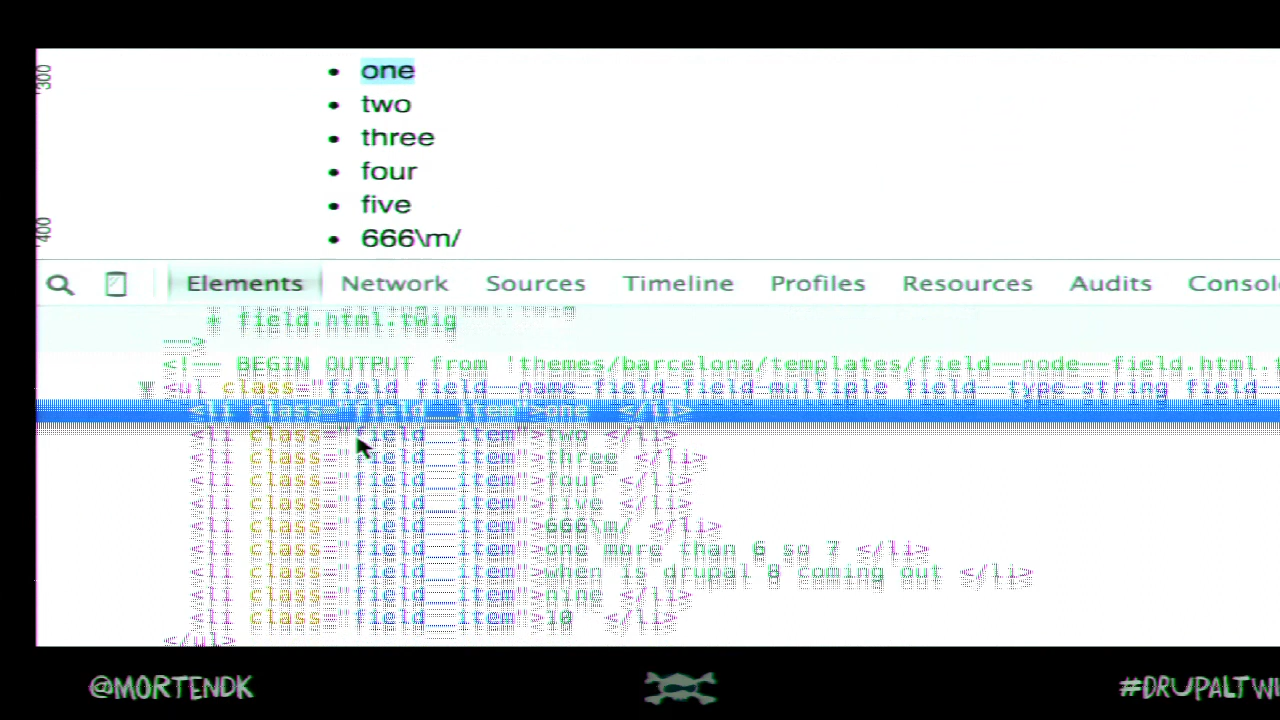 300
one
two
three
four
five
400
666\m/
Elements Network Sources Timeline Profiles Resources Audits
* field.html.twig
-->
<!-- BEGIN OUTPUT from 'themes/barcelona/templates/field--node--field.html.
▼ <ul class="field field--name-field-field-multiple field--type-string field--
<li class="field__item">one </li>
<li class="field__item">two </li>
<li class="field__item">three </li>
<li class="field__item">four </li>
<li class="field__item">five </li>
<li class="field__item">666\m/ </li>
<li class="field__item">one more than 6 so 7 </li>
<li class="field__item">when is drupal 8 coming out </li>
<li class="field__item">nine </li>
<li class="field__item">10 </li>
</ul>
@MORTENDK